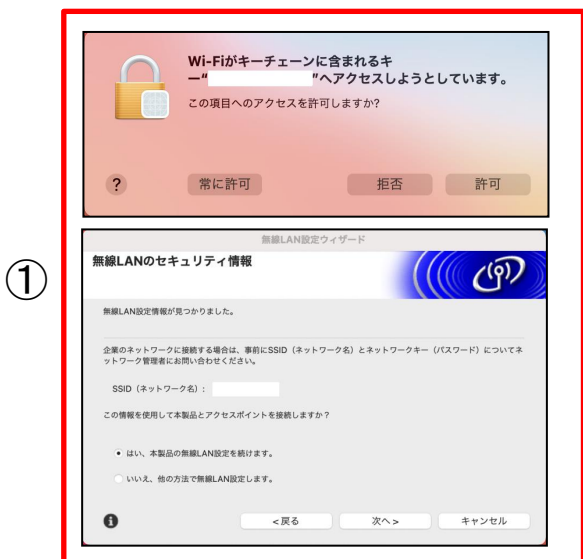 ①
Wi-Fiがキーチェーンに含まれるキ
ー“ ”へアクセスしようとしています。
この項目へのアクセスを許可しますか?
?
常に許可
拒否
許可
無線LAN設定ウィザード
無線LANのセキュリティ情報
無線LAN設定情報が見つかりました。
企業のネットワークに接続する場合は、事前にSSID（ネットワーク名）とネットワークキー（パスワード）についてネ
ットワーク管理者にお問い合わせください。
SSID（ネットワーク名）:
この情報を使用して本製品とアクセスポイントを接続しますか？
はい、本製品の無線LAN設定を続けます。
いいえ、他の方法で無線LAN設定します。
<戻る
次へ>
キャンセル